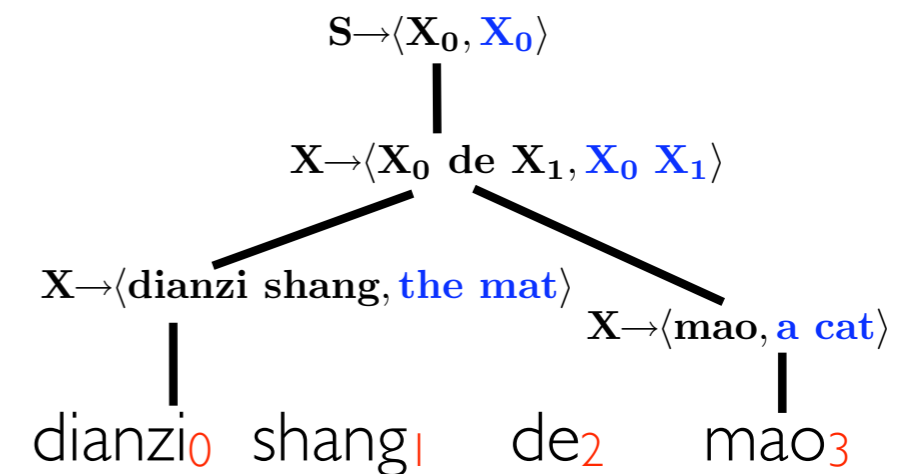 S→⟨X₀, X₀⟩
X→⟨X₀ de X₁, X₀ X₁⟩
X→⟨dianzi shang, the mat⟩
X→⟨mao, a cat⟩
dianzi₀ shang₁ de₂ mao₃